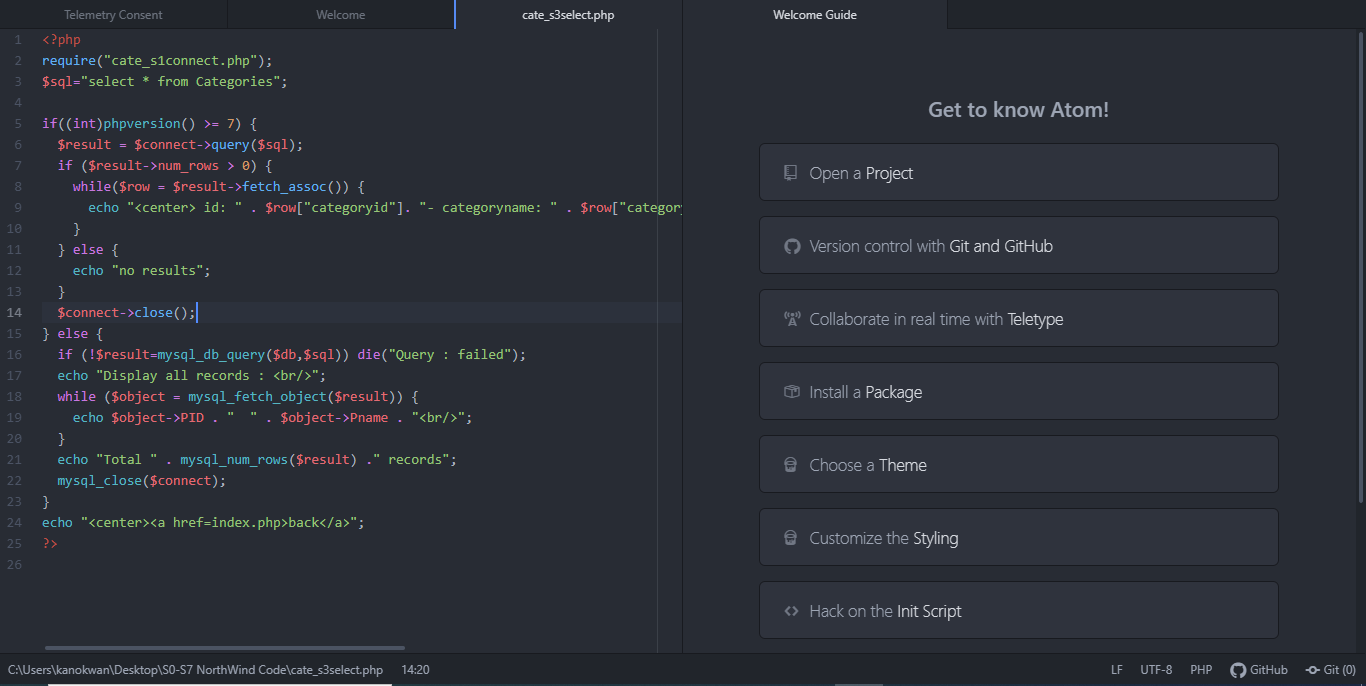 Telemetry Consent
Welcome
cate_s3select.php
Welcome Guide
1 <?php
2 require("cate_s1connect.php");
3 $sql="select * from Categories";
4
5 if((int)phpversion() >= 7) {
6   $result = $connect->query($sql);
7   if ($result->num_rows > 0) {
8     while($row = $result->fetch_assoc()) {
9       echo "<center> id: " . $row["categoryid"]. "- categoryname: " . $row["category
10     }
11   } else {
12     echo "no results";
13   }
14   $connect->close();
15 } else {
16   if (!$result=mysql_db_query($db,$sql)) die("Query : failed");
17   echo "Display all records : <br/>";
18   while ($object = mysql_fetch_object($result)) {
19     echo $object->PID . "  " . $object->Pname . "<br/>";
20   }
21   echo "Total " . mysql_num_rows($result) ." records";
22   mysql_close($connect);
23 }
24 echo "<center><a href=index.php>back</a>";
25 ?>
26
Get to know Atom!
Open a Project
Version control with Git and GitHub
Collaborate in real time with Teletype
Install a Package
Choose a Theme
Customize the Styling
Hack on the Init Script
C:\Users\kanokwan\Desktop\S0-S7 NorthWind Code\cate_s3select.php 14:20
LF UTF-8 PHP GitHub Git (0)